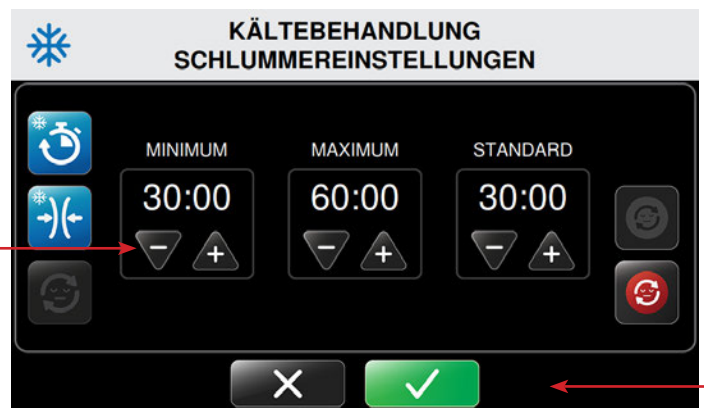 KÄLTEBEHANDLUNG
SCHLUMMEREINSTELLUNGEN
MINIMUM MAXIMUM STANDARD
30:00 60:00 30:00